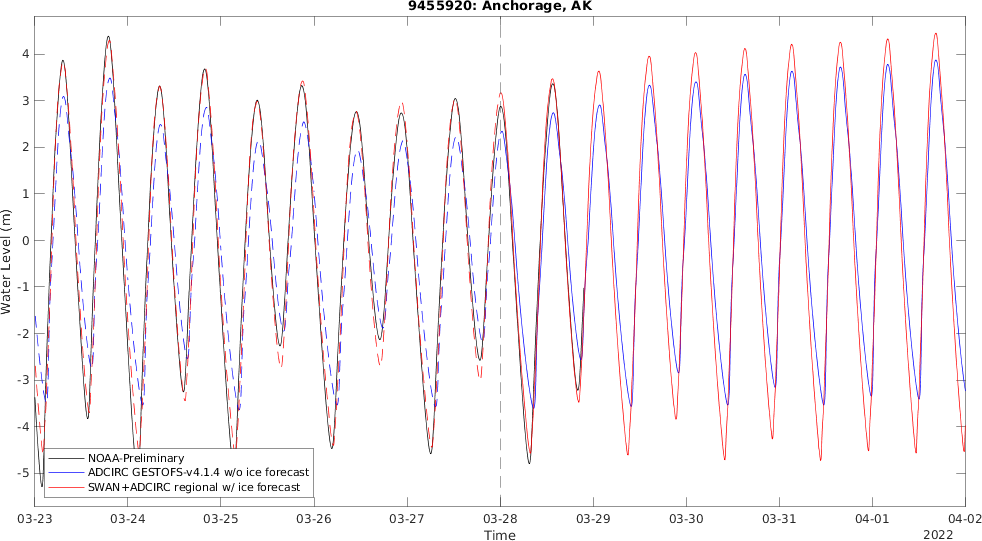 9455920: Anchorage, AK
Water Level (m)
4
3
2
1
0
-1
-2
-3
-4
-5
NOAA-Preliminary
ADCIRC GESTOFS-v4.1.4 w/o ice forecast
SWAN+ADCIRC regional w/ ice forecast
03-23 03-24 03-25 03-26 03-27 03-28 03-29 03-30 03-31 04-01 04-02
Time
2022